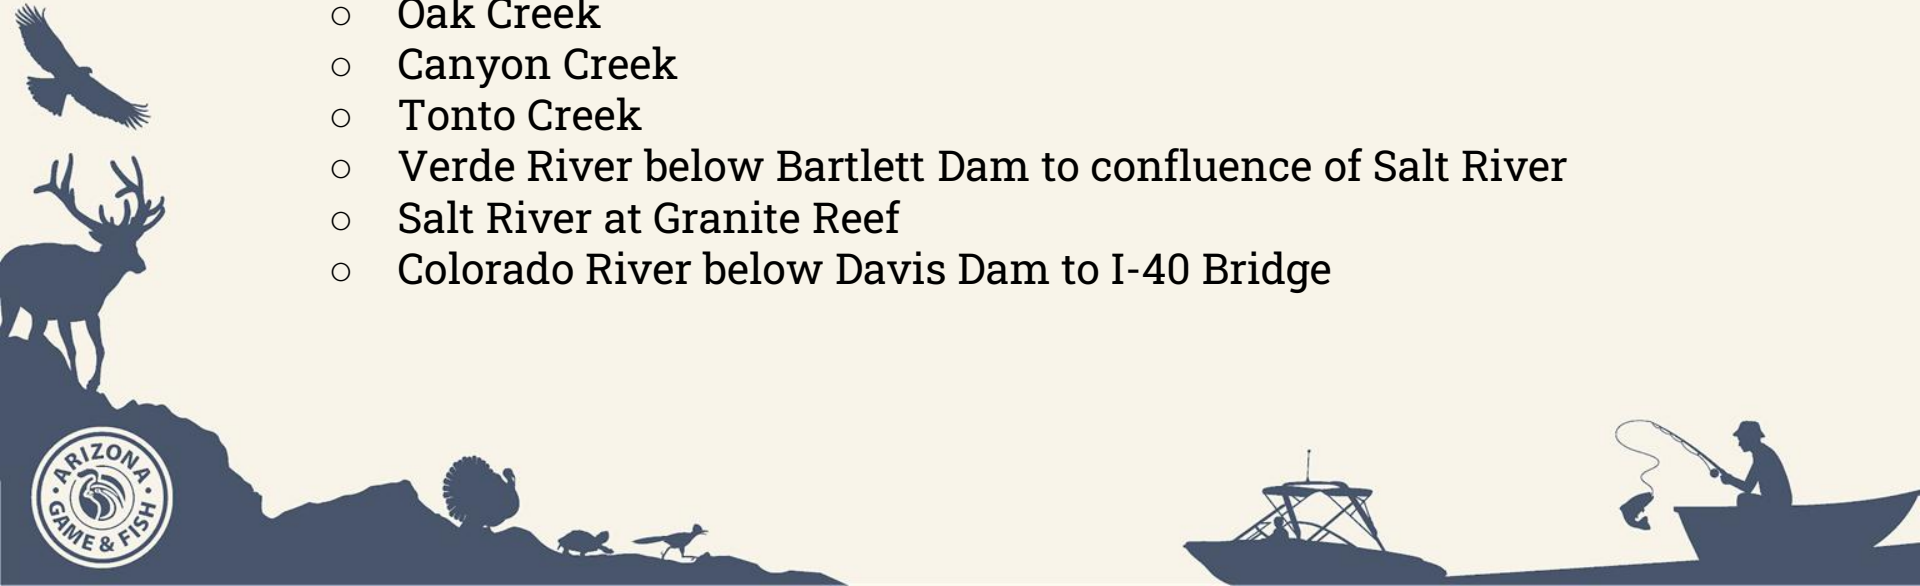 ○ Oak Creek
○ Canyon Creek
○ Tonto Creek
○ Verde River below Bartlett Dam to confluence of Salt River
○ Salt River at Granite Reef
○ Colorado River below Davis Dam to I-40 Bridge
ARIZONA
GAME & FISH